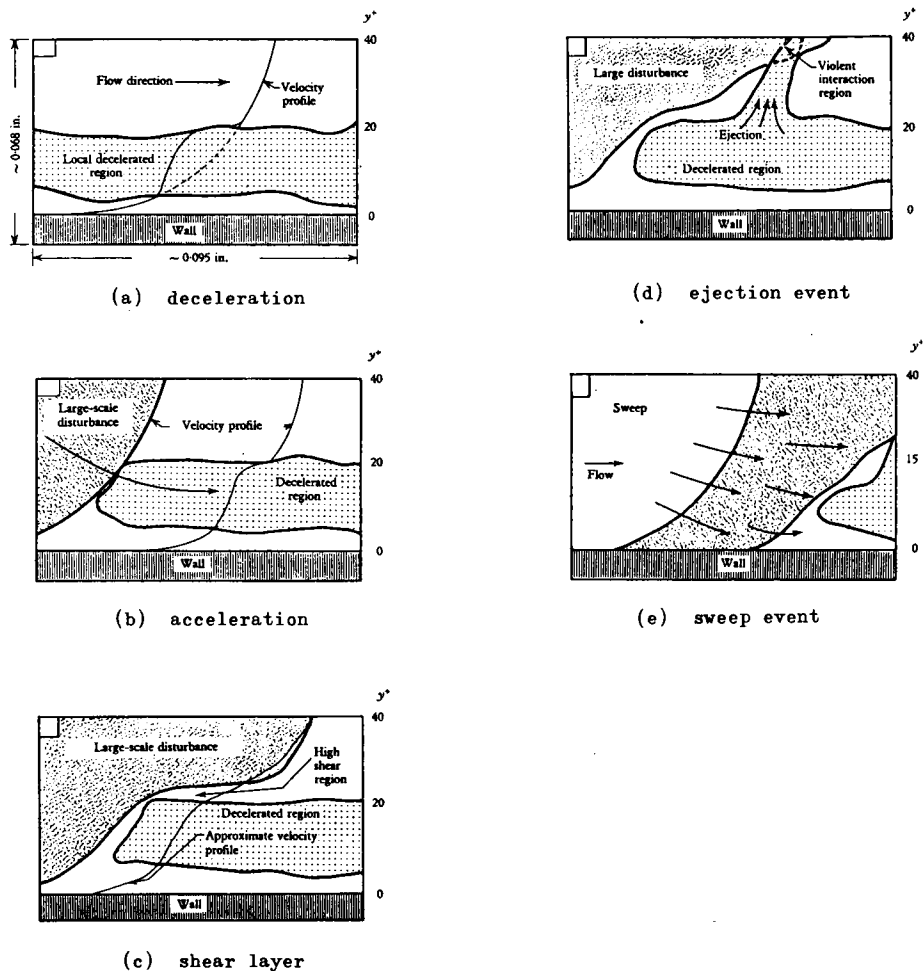 y+
40
Flow direction
Velocity
profile
20
Local decelerated
region
~ 0·068 in.
0
Wall
~ 0·095 in.
(a) deceleration
y+
40
Large-scale
disturbance
Velocity profile
20
Decelerated
region
0
Wall
(b) acceleration
y+
40
Large-scale disturbance
High
shear
region
20
Decelerated region
Approximate velocity
profile
0
Wall
(c) shear layer
y+
40
Large disturbance
Violent
interaction
region
20
Ejection
Decelerated region
0
Wall
(d) ejection event
y+
40
Sweep
Flow
15
0
Wall
(e) sweep event